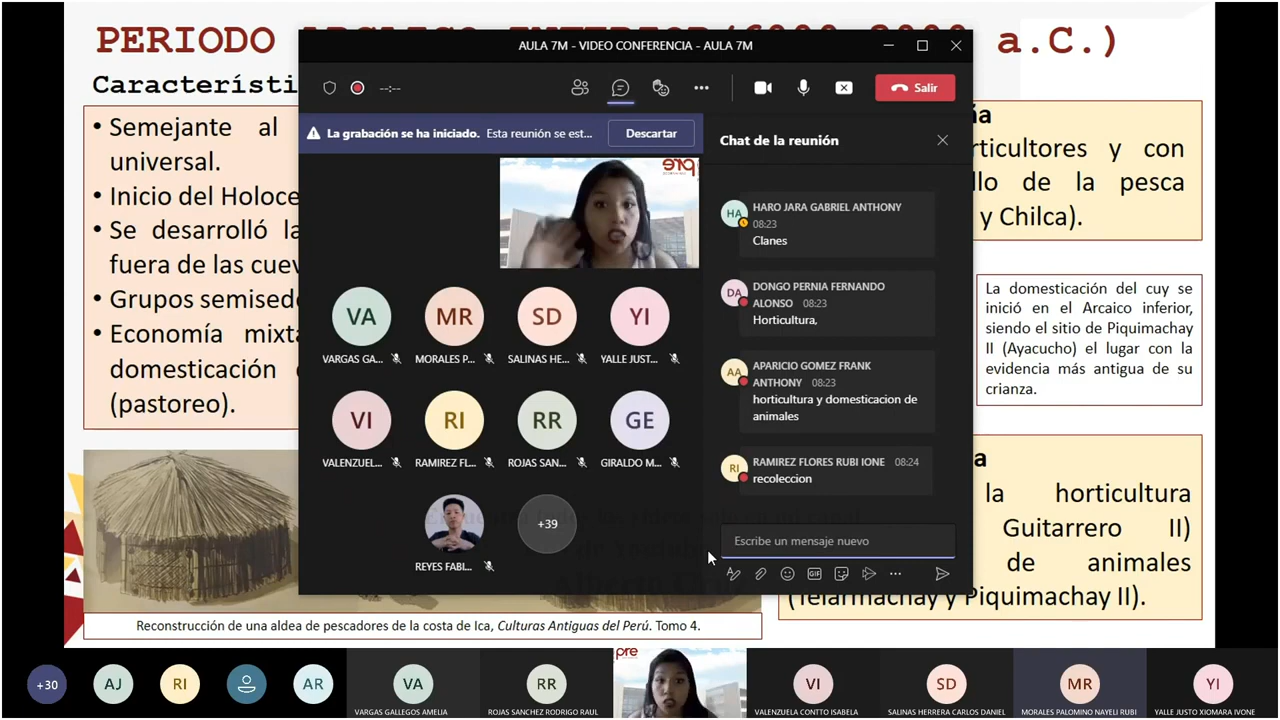 PERIODO
a.C.)
Característi
• Semejante al
universal.
• Inicio del Holoce
• Se desarrolló la
fuera de las cuev
• Grupos semisede
• Economía mixta
domesticación
(pastoreo).
rticultores y con
llo de la pesca
y Chilca).
La domesticación del cuy se
inició en el Arcaico inferior,
siendo el sitio de Piquimachay
II (Ayacucho) el lugar con la
evidencia más antigua de su
crianza.
la horticultura
Guitarrero II)
de animales
(Telarmachay y Piquimachay II).
Reconstrucción de una aldea de pescadores de la costa de Ica, Culturas Antiguas del Perú. Tomo 4.
AULA 7M - VIDEO CONFERENCIA - AULA 7M
--:--
Salir
La grabación se ha iniciado. Esta reunión se est...
Descartar
pre
VA
MR
SD
YI
VARGAS GA...
MORALES P...
SALINAS HE...
YALLE JUST...
VI
RI
RR
GE
VALENZUEL...
RAMIREZ FL...
ROJAS SAN...
GIRALDO M...
+39
REYES FABI...
Chat de la reunión
HA
HARO JARA GABRIEL ANTHONY
08:23
Clanes
DA
DONGO PERNIA FERNANDO
ALONSO 08:23
Horticultura,
AA
APARICIO GOMEZ FRANK
ANTHONY 08:23
horticultura y domesticacion de
animales
RI
RAMIREZ FLORES RUBI IONE 08:24
recoleccion
Escribe un mensaje nuevo
GIF
+30
AJ
RI
AR
VA
RR
pre
VI
SD
MR
YI
VARGAS GALLEGOS AMELIA
ROJAS SANCHEZ RODRIGO RAUL
VALENZUELA CONTTO ISABELA
SALINAS HERRERA CARLOS DANIEL
MORALES PALOMINO NAYELI RUBI
YALLE JUSTO XIOMARA IVONE